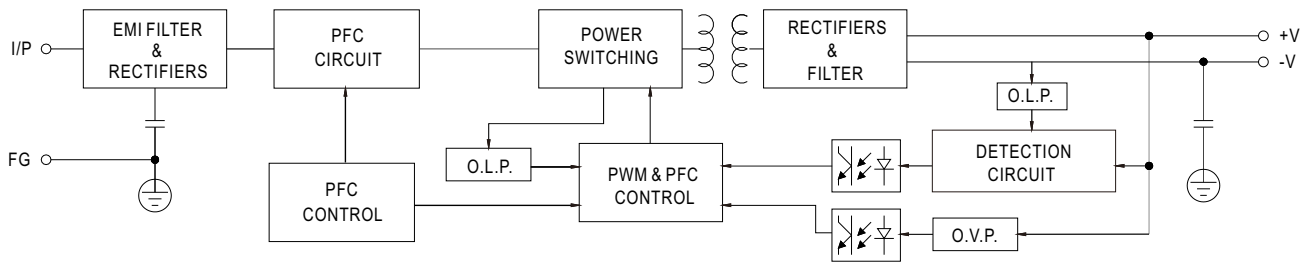 I/P
EMI FILTER
&
RECTIFIERS
PFC
CIRCUIT
POWER
SWITCHING
RECTIFIERS
&
FILTER
+V
-V
O.L.P.
FG
O.L.P.
PFC
CONTROL
PWM & PFC
CONTROL
DETECTION
CIRCUIT
O.V.P.